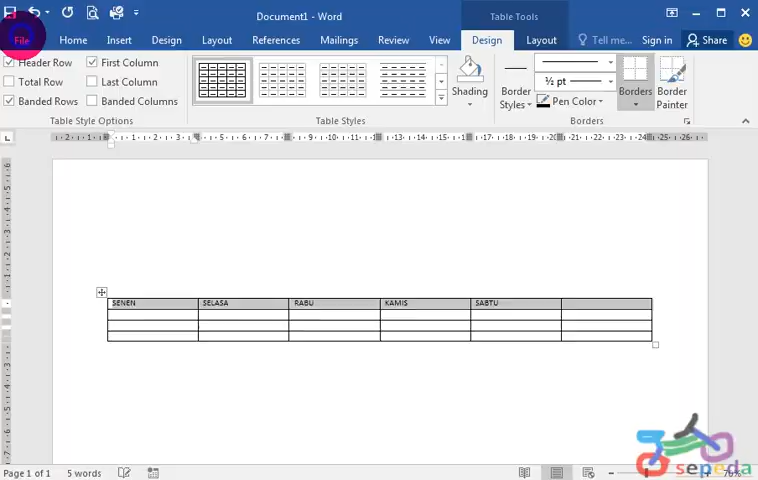 Document1 - Word
Table Tools
File Home Insert Design Layout References Mailings Review View Design Layout Tell me... Sign in Share
Header Row First Column
Total Row Last Column
Banded Rows Banded Columns
Shading
Border Styles
½ pt
Pen Color
Borders
Border Painter
Table Style Options
Table Styles
Borders
SENEN SELASA RABU KAMIS SABTU
sepeda
Page 1 of 1 5 words